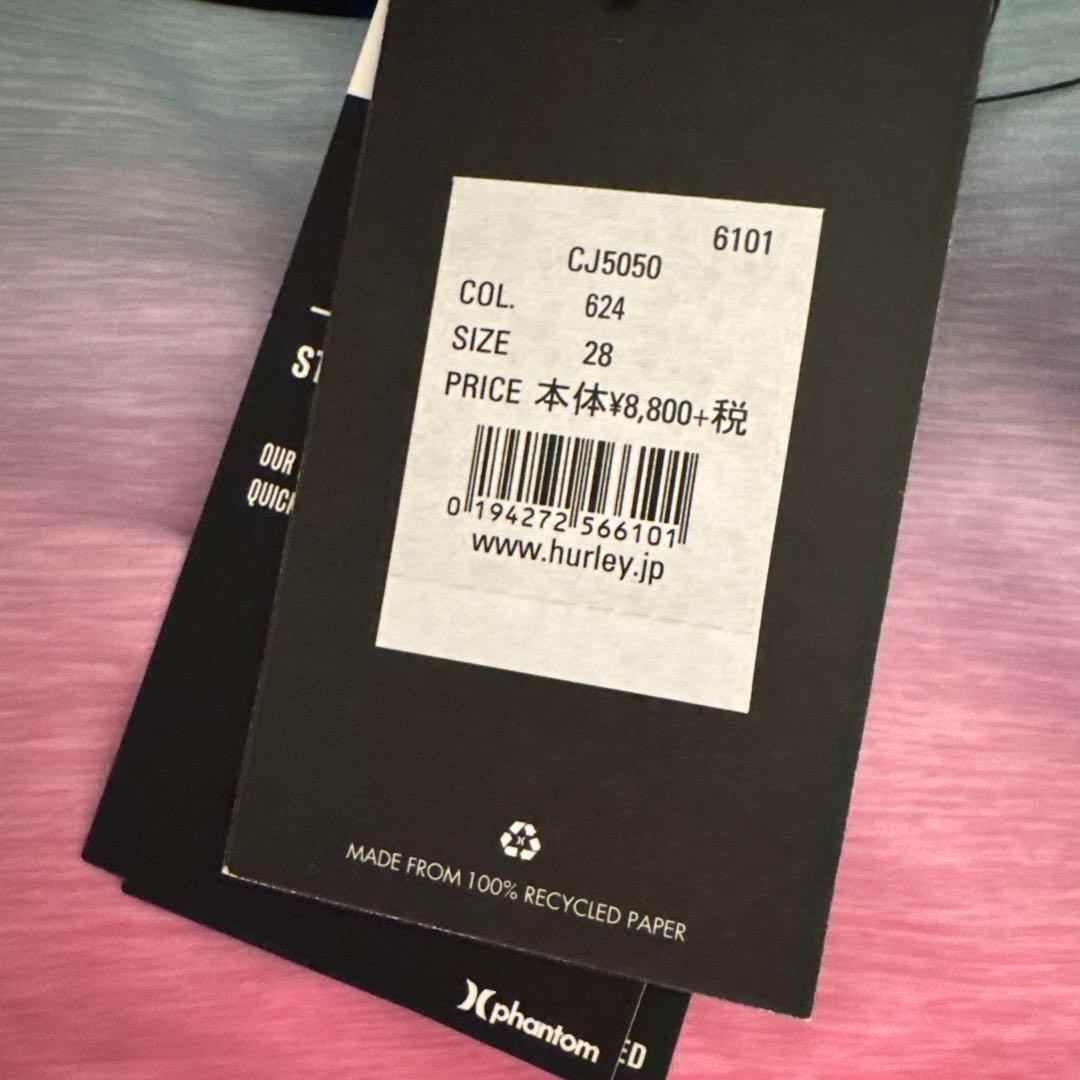 6101
CJ5050
COL. 624
SIZE 28
PRICE 本体¥8,800+税
0 194272 566101
www.hurley.jp
MADE FROM 100% RECYCLED PAPER
OUR
phantom